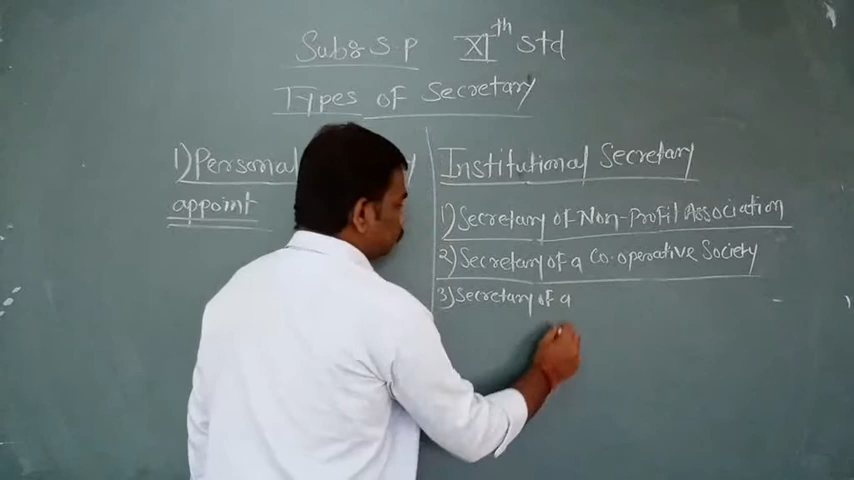 Sub:- S.P XIth Std
Types of Secretary
1) Personal
appoint
Institutional Secretary
1) Secretary of Non-Profit Association
2) Secretary of a Co-operative Society
3) Secretary of a